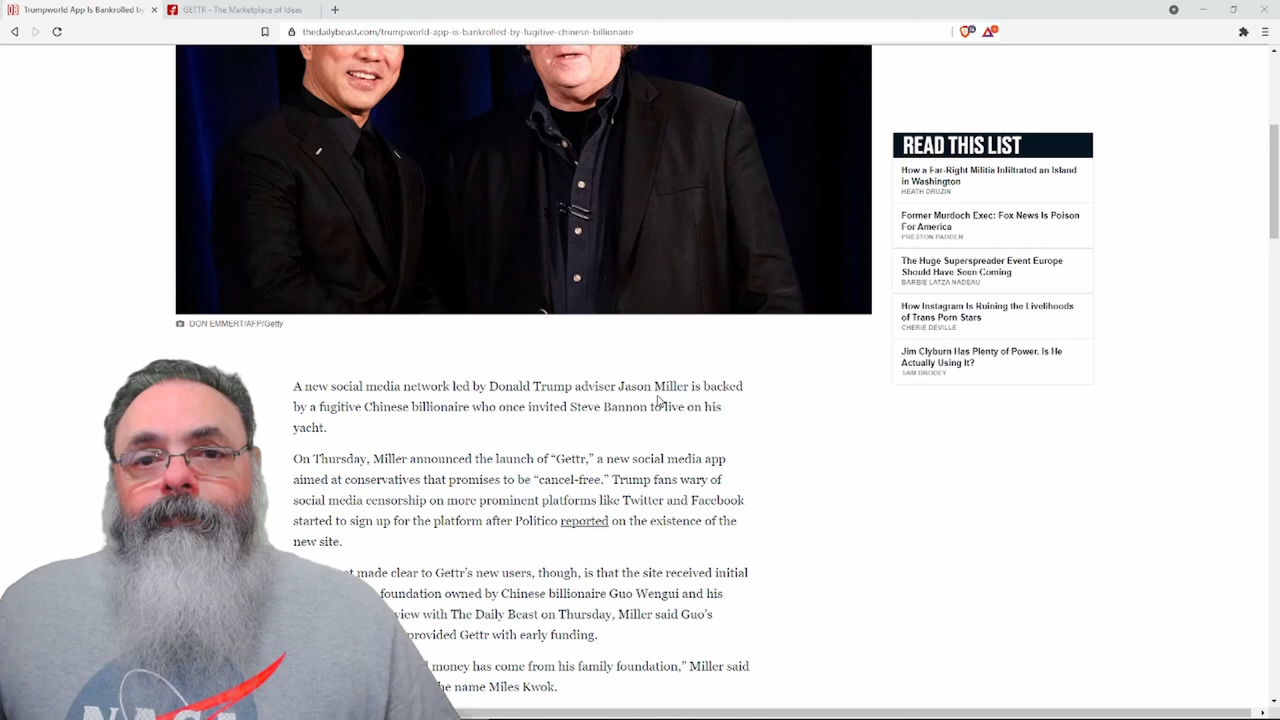 Trumpworld App Is Bankrolled by
GETTR - The Marketplace of Ideas
thedailybeast.com/trumpworld-app-is-bankrolled-by-fugitive-chinese-billionaire
READ THIS LIST
How a Far-Right Militia Infiltrated an Island
in Washington
HEATH DRUZIN
Former Murdoch Exec: Fox News Is Poison
For America
PRESTON PADDEN
The Huge Superspreader Event Europe
Should Have Seen Coming
BARBIE LATZA NADEAU
How Instagram Is Ruining the Livelihoods
of Trans Porn Stars
CHERIE DEVILLE
Jim Clyburn Has Plenty of Power. Is He
Actually Using It?
SAM BRODEY
DON EMMERT/AFP/Getty
A new social media network led by Donald Trump adviser Jason Miller is backed
by a fugitive Chinese billionaire who once invited Steve Bannon to live on his
yacht.
On Thursday, Miller announced the launch of “Gettr,” a new social media app
aimed at conservatives that promises to be “cancel-free.” Trump fans wary of
social media censorship on more prominent platforms like Twitter and Facebook
started to sign up for the platform after Politico reported on the existence of the
new site.
made clear to Gettr’s new users, though, is that the site received initial
foundation owned by Chinese billionaire Guo Wengui and his
view with The Daily Beast on Thursday, Miller said Guo’s
provided Gettr with early funding.
money has come from his family foundation,” Miller said
the name Miles Kwok.
NASA